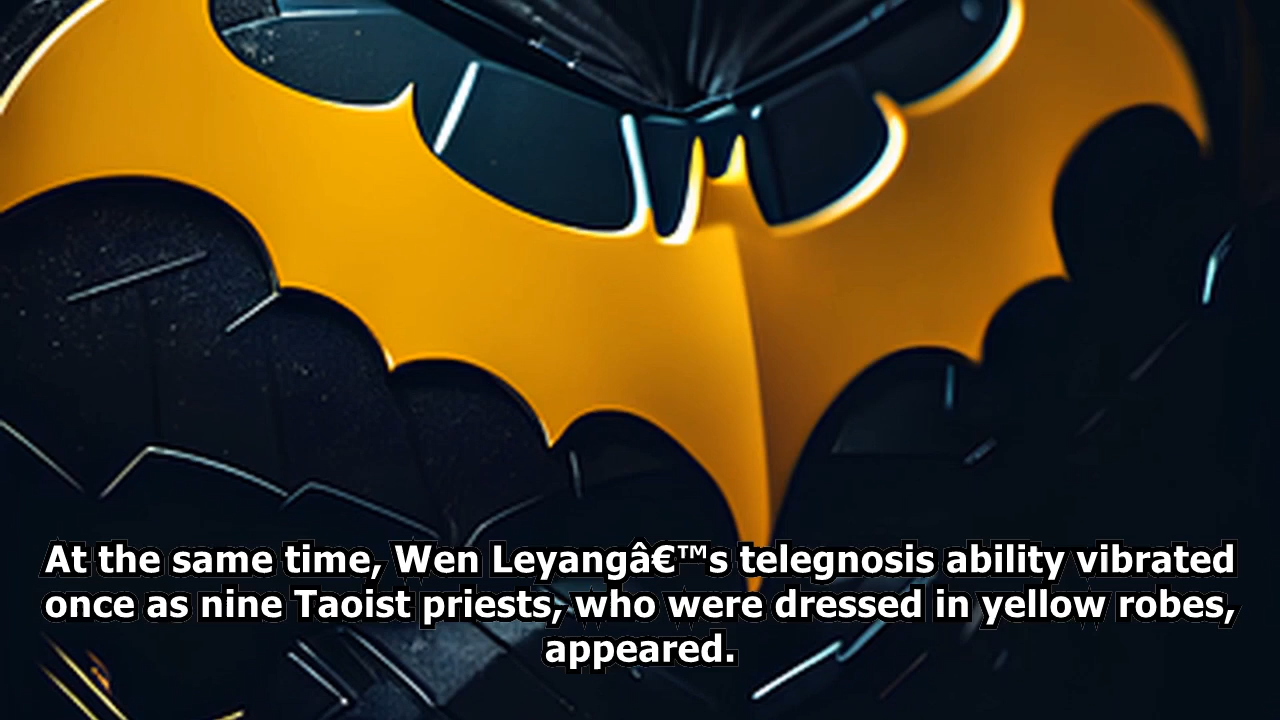 At the same time, Wen Leyangâ€™s telegnosis ability vibrated
once as nine Taoist priests, who were dressed in yellow robes,
appeared.